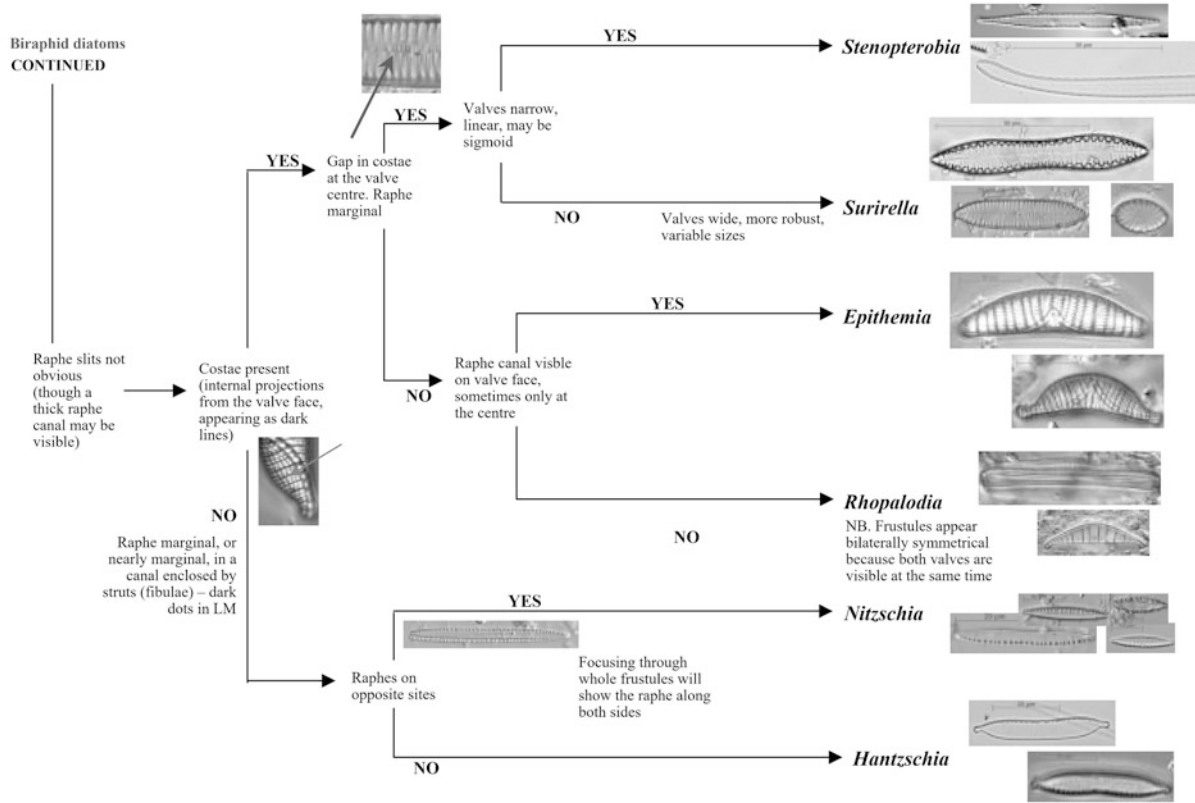 Biraphid diatoms
CONTINUED
Raphe slits not
obvious
(though a
thick raphe
canal may be
visible)
YES
Costae present
(internal projections
from the valve face,
appearing as dark
lines)
NO
Raphe marginal, or
nearly marginal, in a
canal enclosed by
struts (fibulae) – dark
dots in LM
Gap in costae
at the valve
centre. Raphe
marginal
YES
Valves narrow,
linear, may be
sigmoid
YES
Stenopterobia
NO
Valves wide, more robust,
variable sizes
Surirella
NO
Raphe canal visible
on valve face,
sometimes only at
the centre
YES
Epithemia
NO
Rhopalodia
NB. Frustules appear
bilaterally symmetrical
because both valves are
visible at the same time
Raphes on
opposite sites
YES
Focusing through
whole frustules will
show the raphe along
both sides
Nitzschia
NO
Hantzschia